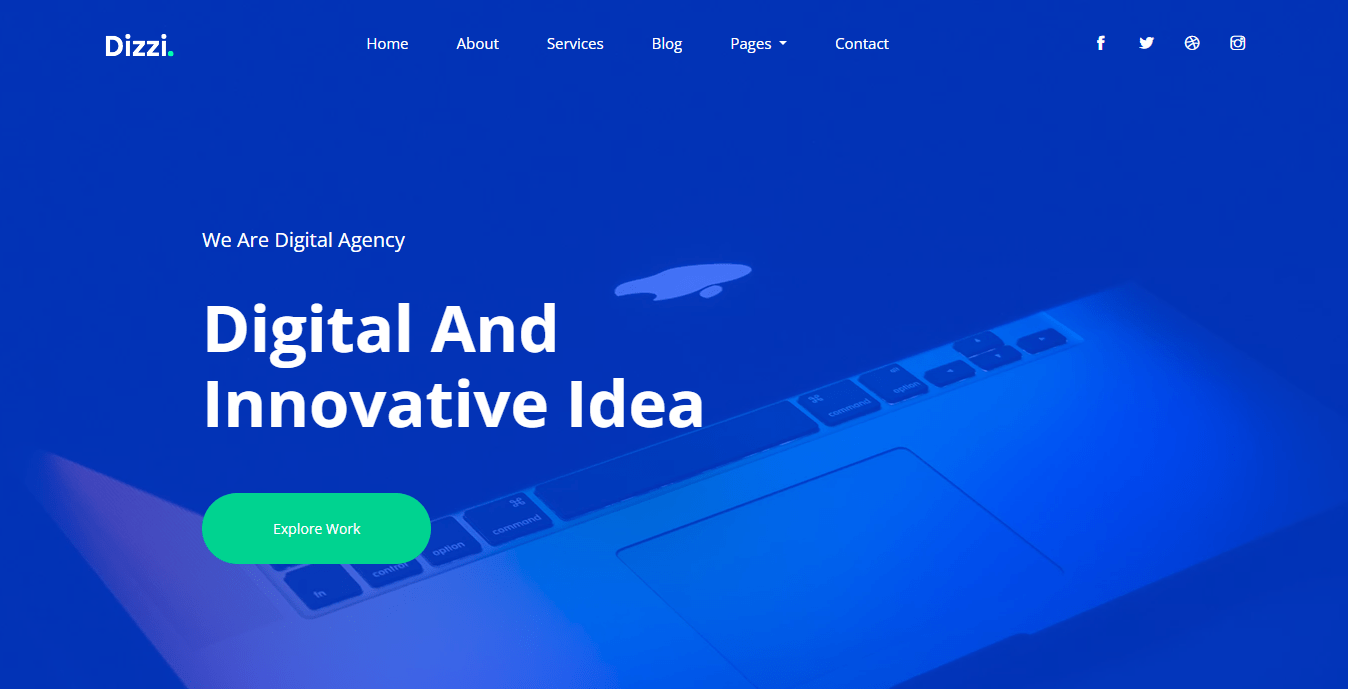 Dizzi.
Home About Services Blog Pages Contact
We Are Digital Agency
Digital And
Innovative Idea
Explore Work
⌘
command
option
⌘
command
option
control
fn